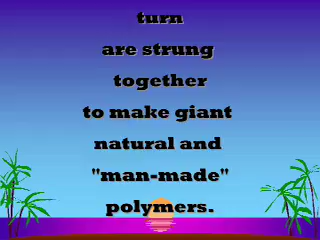 turn
are strung
together
to make giant
natural and
"man-made"
polymers.